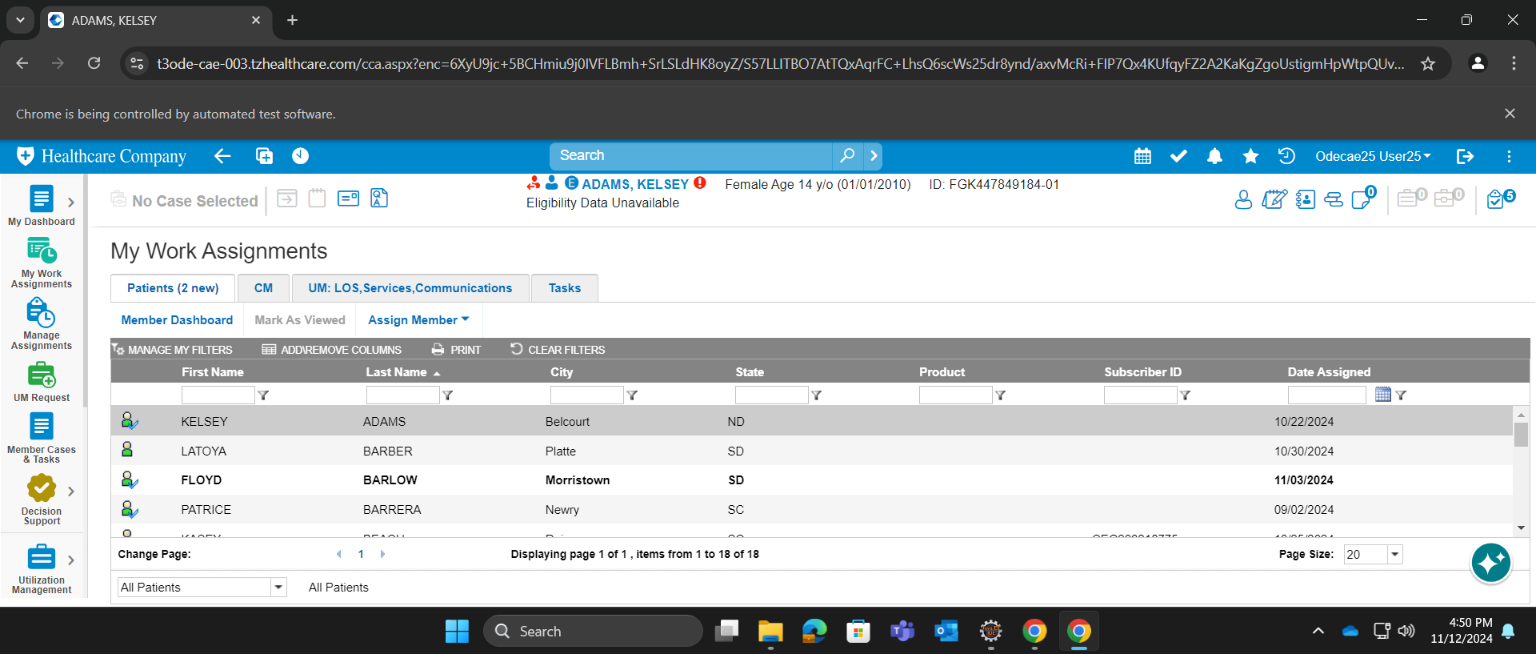 ADAMS, KELSEY
t3ode-cae-003.tzhealthcare.com/cca.aspx?enc=6XyU9jc+5BCHmiu9j0IVFLBmh+SrLSLdHK8oyZ/S57LLITBO7AtTQxAqrFC+LhsQ6scWs25dr8ynd/axvMcRi+FIP7Qx4KUfqyFZ2A2KaKgZgoUstigmHpWtpQUv...
Chrome is being controlled by automated test software.
Healthcare Company
Search
Odecae25 User25
No Case Selected
E ADAMS, KELSEY
Female Age 14 y/o (01/01/2010)
ID: FGK447849184-01
Eligibility Data Unavailable
0
0
0
5
My Dashboard
My Work
Assignments
Manage
Assignments
UM Request
Member Cases
& Tasks
Decision
Support
Utilization
Management
My Work Assignments
Patients (2 new) CM UM: LOS,Services,Communications Tasks
Member Dashboard Mark As Viewed Assign Member
MANAGE MY FILTERS ADD\REMOVE COLUMNS PRINT CLEAR FILTERS
First Name Last Name City State Product Subscriber ID Date Assigned
KELSEY ADAMS Belcourt ND 10/22/2024
LATOYA BARBER Platte SD 10/30/2024
FLOYD BARLOW Morristown SD 11/03/2024
PATRICE BARRERA Newry SC 09/02/2024
Change Page: 1 Displaying page 1 of 1 , items from 1 to 18 of 18 Page Size: 20
All Patients All Patients
Search
4:50 PM
11/12/2024